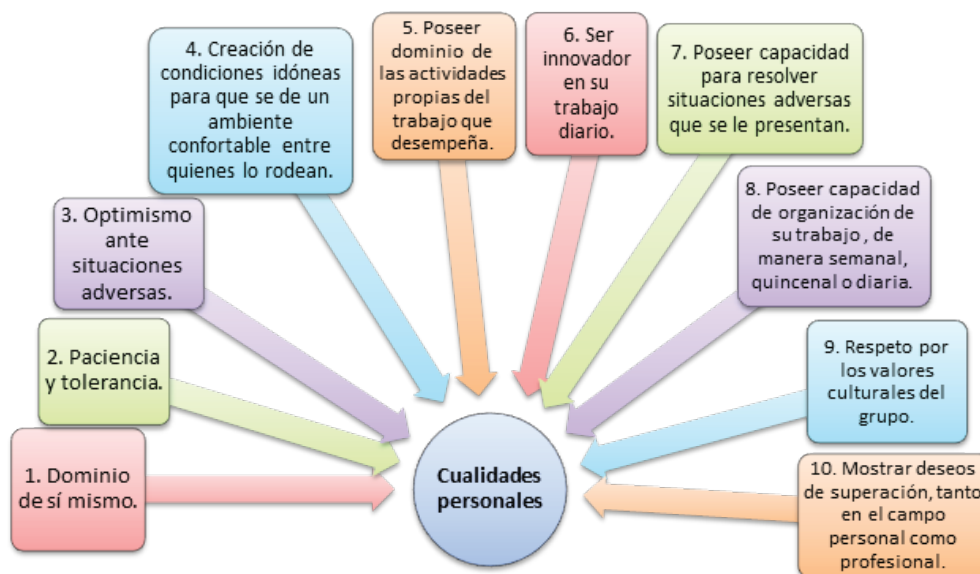 1. Dominio
de sí mismo.
2. Paciencia
y tolerancia.
3. Optimismo
ante
situaciones
adversas.
4. Creación de
condiciones idóneas
para que se de un
ambiente
confortable entre
quienes lo rodean.
5. Poseer
dominio de
las actividades
propias del
trabajo que
desempeña.
6. Ser
innovador
en su
trabajo
diario.
7. Poseer capacidad
para resolver
situaciones adversas
que se le presentan.
8. Poseer capacidad
de organización de
su trabajo , de
manera semanal,
quincenal o diaria.
9. Respeto por
los valores
culturales del
grupo.
10. Mostrar deseos
de superación, tanto
en el campo
personal como
profesional.
Cualidades
personales